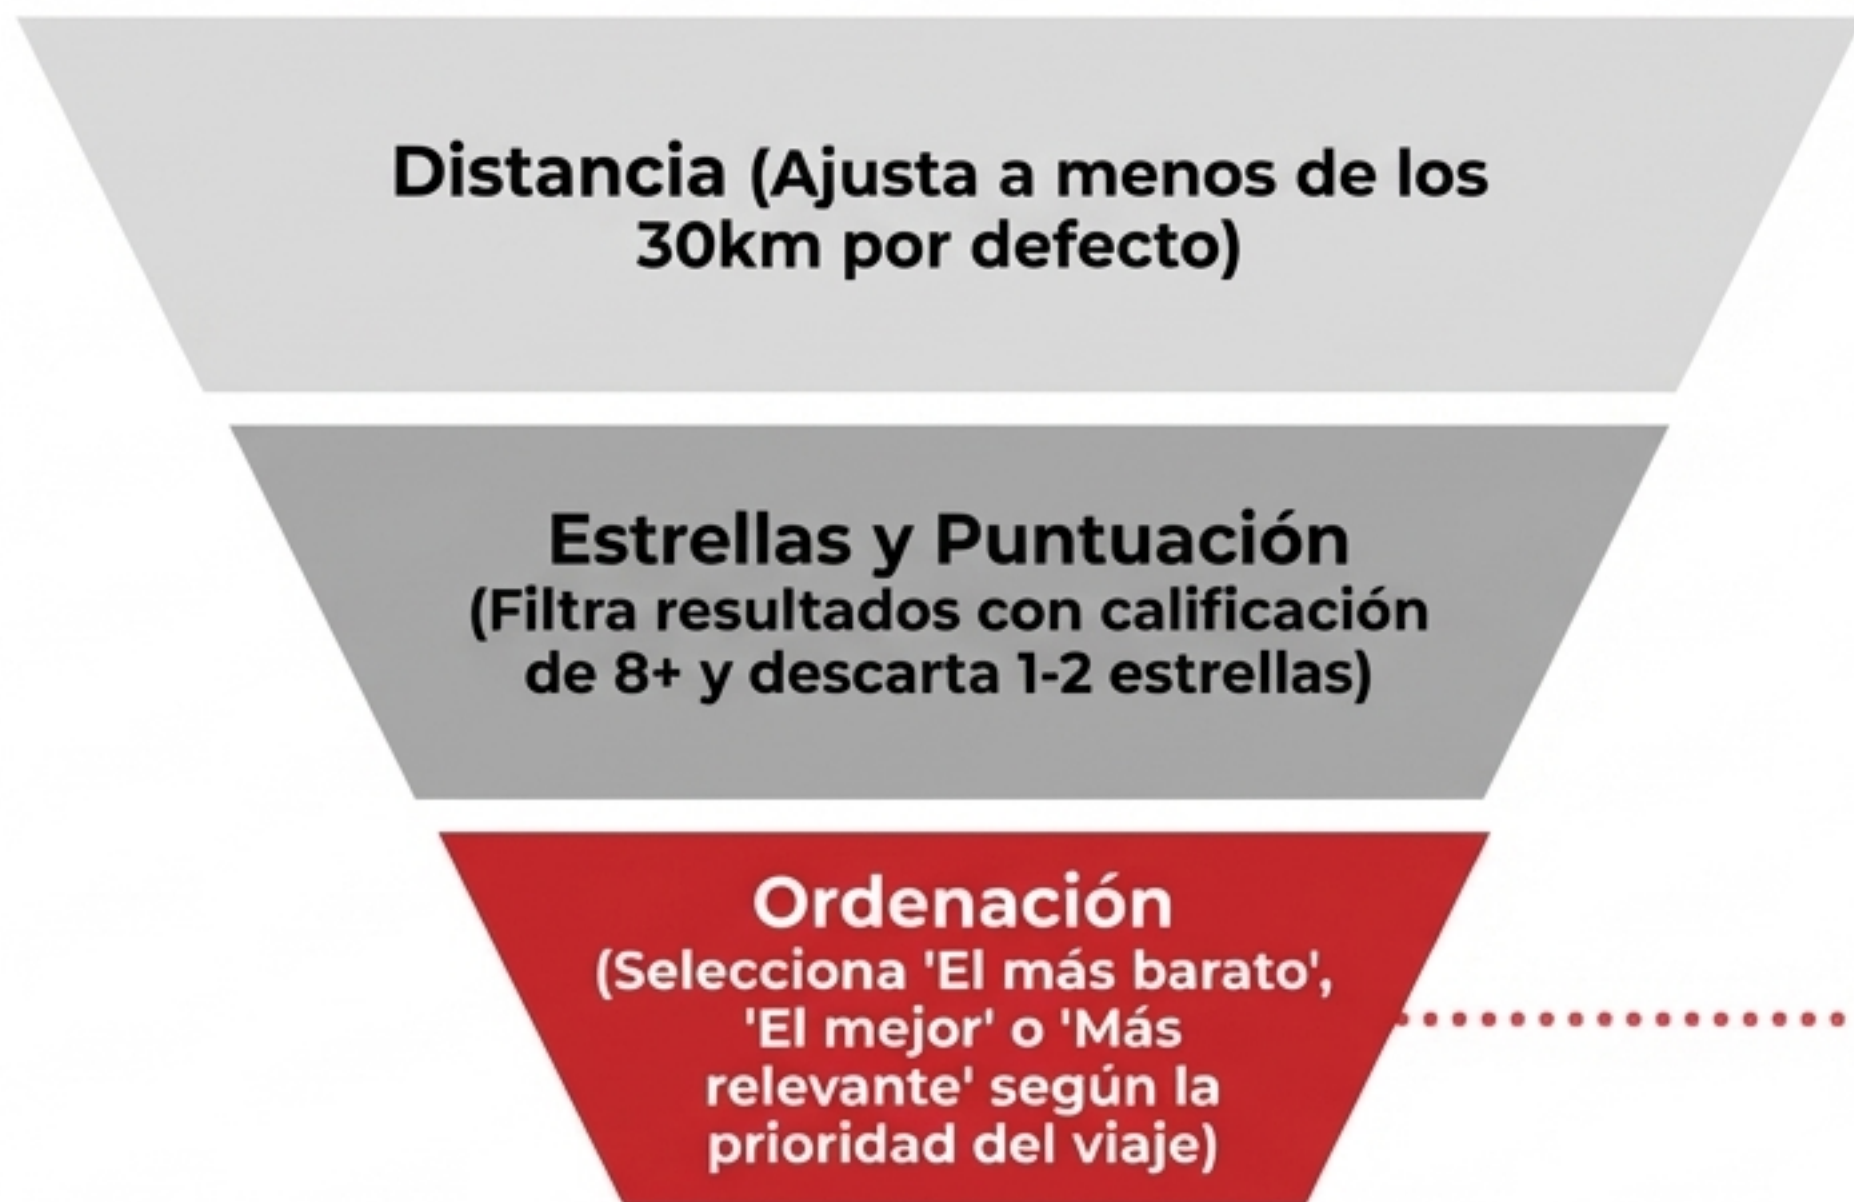 Distancia (Ajusta a menos de los
30km por defecto)
Estrellas y Puntuación
(Filtra resultados con calificación
de 8+ y descarta 1-2 estrellas)
Ordenación
(Selecciona 'El más barato',
'El mejor' o 'Más
relevante' según la
prioridad del viaje)